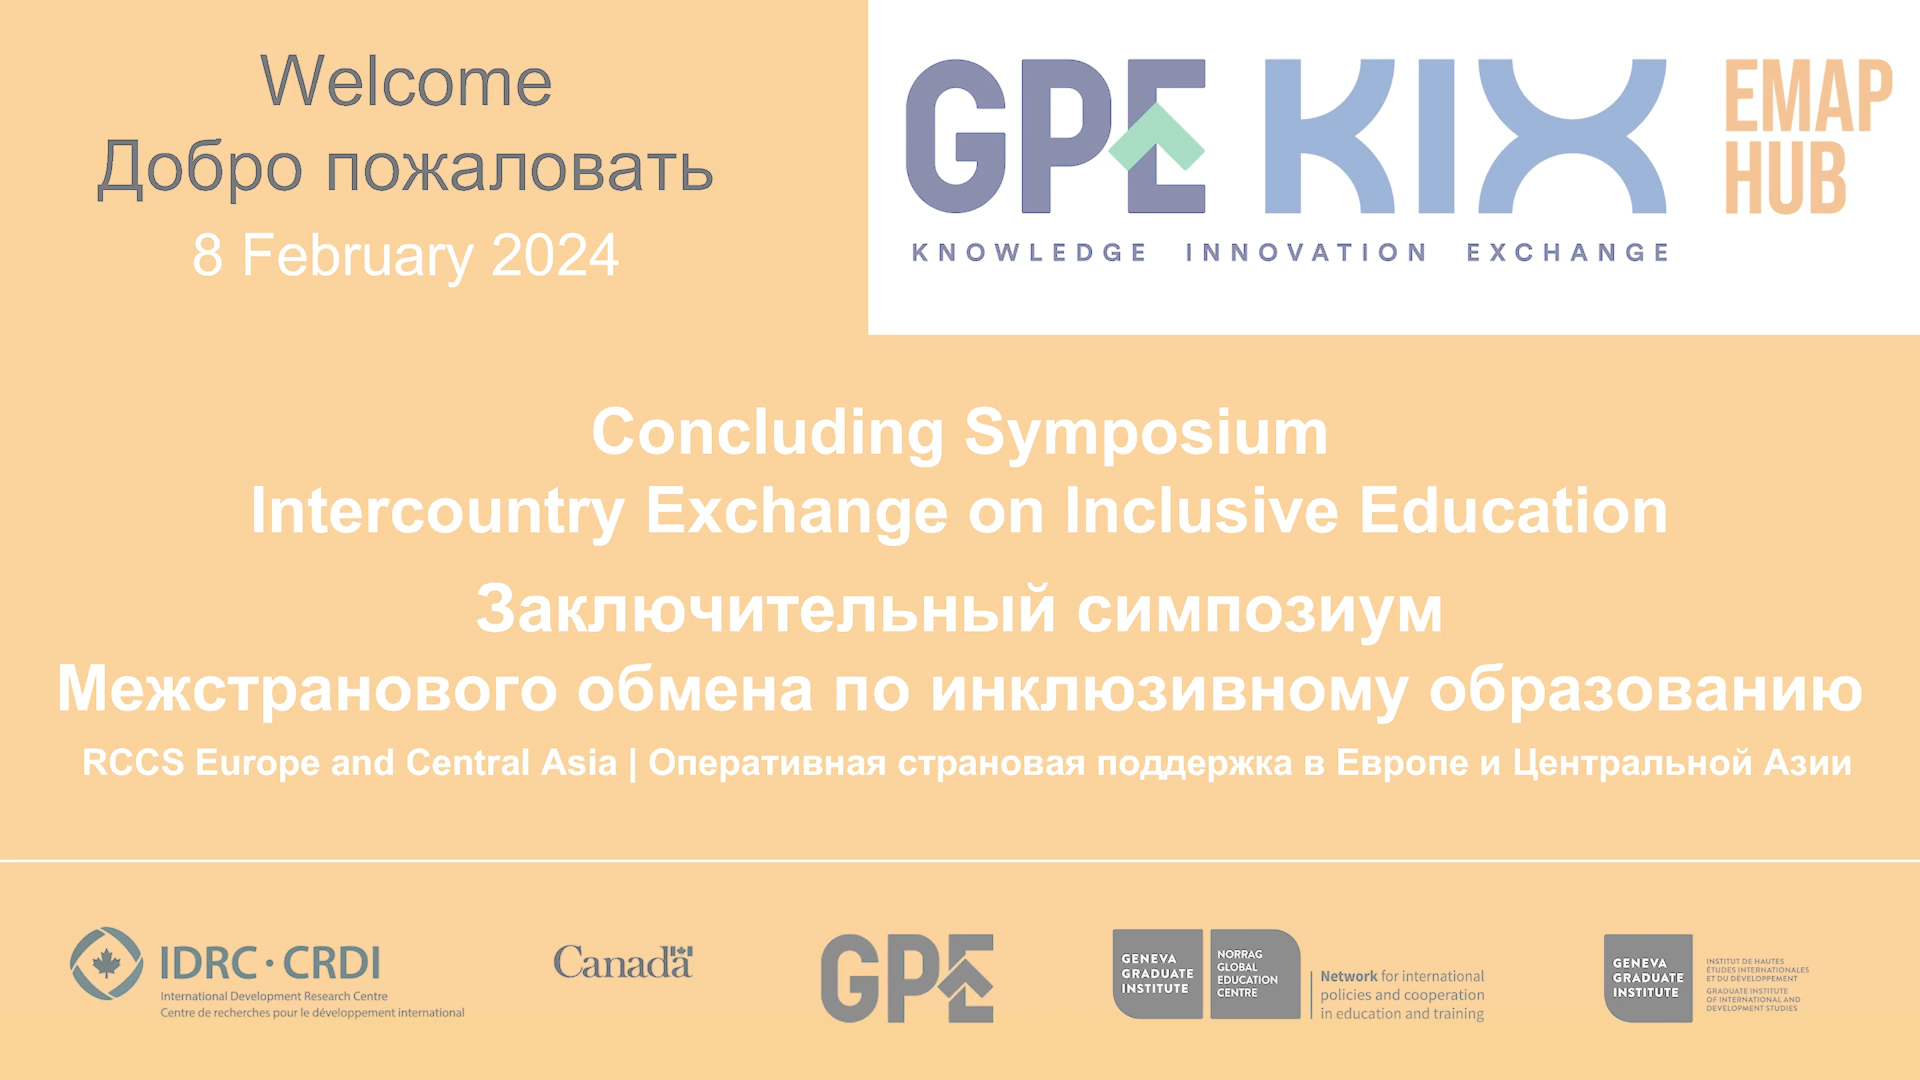 Welcome
Добро пожаловать
8 February 2024
GPE KIX
EMAP
HUB
KNOWLEDGE INNOVATION EXCHANGE
Concluding Symposium
Intercountry Exchange on Inclusive Education
Заключительный симпозиум
Межстранового обмена по инклюзивному образованию
RCCS Europe and Central Asia | Оперативная страновая поддержка в Европе и Центральной Азии
IDRC · CRDI
International Development Research Centre
Centre de recherches pour le développement international
Canada
GPE
GENEVA
GRADUATE
INSTITUTE
NORRAG
GLOBAL
EDUCATION
CENTRE
Network for international
policies and cooperation
in education and training
GENEVA
GRADUATE
INSTITUTE
INSTITUT DE HAUTES
ÉTUDES INTERNATIONALES
ET DU DÉVELOPPEMENT
GRADUATE INSTITUTE
OF INTERNATIONAL AND
DEVELOPMENT STUDIES